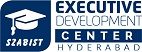 SZABIST
EXECUTIVE
DEVELOPMENT
CENTER
HYDERABAD